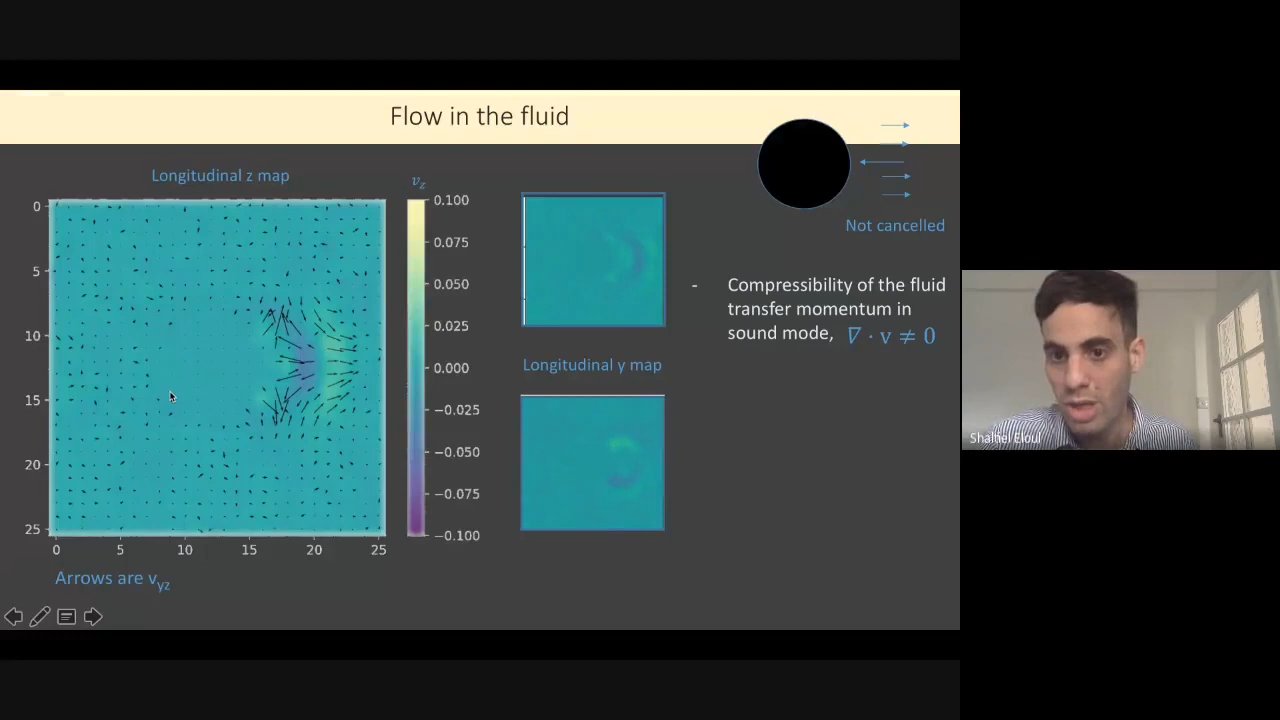 Flow in the fluid
Longitudinal z map
v_z
0
5
10
15
20
25
0 5 10 15 20 25
0.100
0.075
0.050
0.025
0.000
−0.025
−0.050
−0.075
−0.100
Arrows are v_yz
Longitudinal y map
Not cancelled
- Compressibility of the fluid
transfer momentum in
sound mode, ∇ · v ≠ 0
Shalhel Eloul